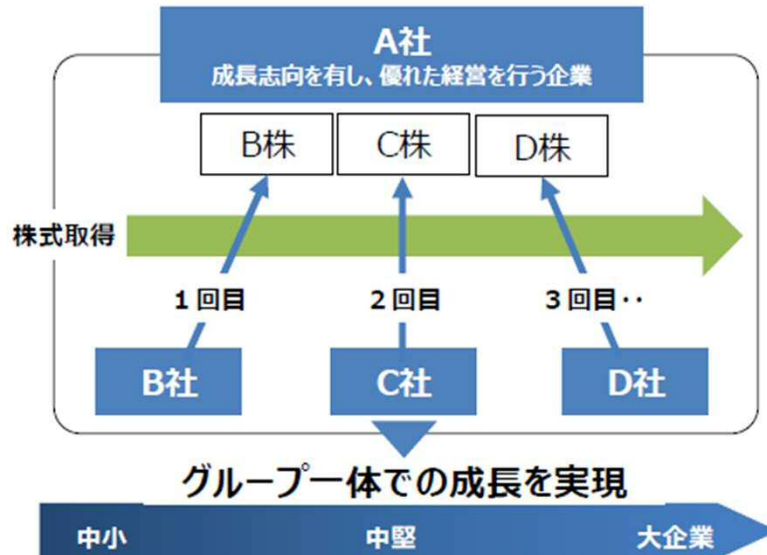 A社
成長志向を有し、優れた経営を行う企業
B株
C株
D株
株式取得
１回目
２回目
３回目‥
B社
C社
D社
グループ一体での成長を実現
中小
中堅
大企業